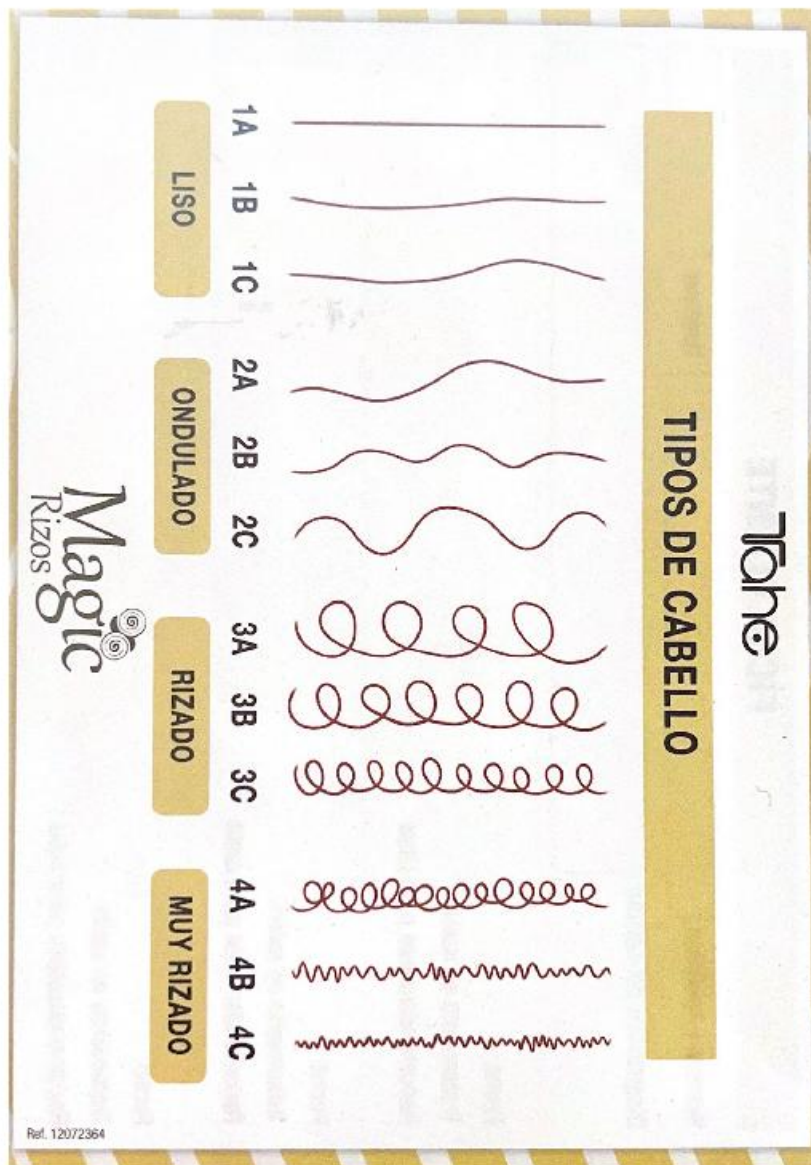 Tahe
TIPOS DE CABELLO
1A 1B 1C 2A 2B 2C 3A 3B 3C 4A 4B 4C
LISO ONDULADO RIZADO MUY RIZADO
Magic
Rizos
Ref. 12072364